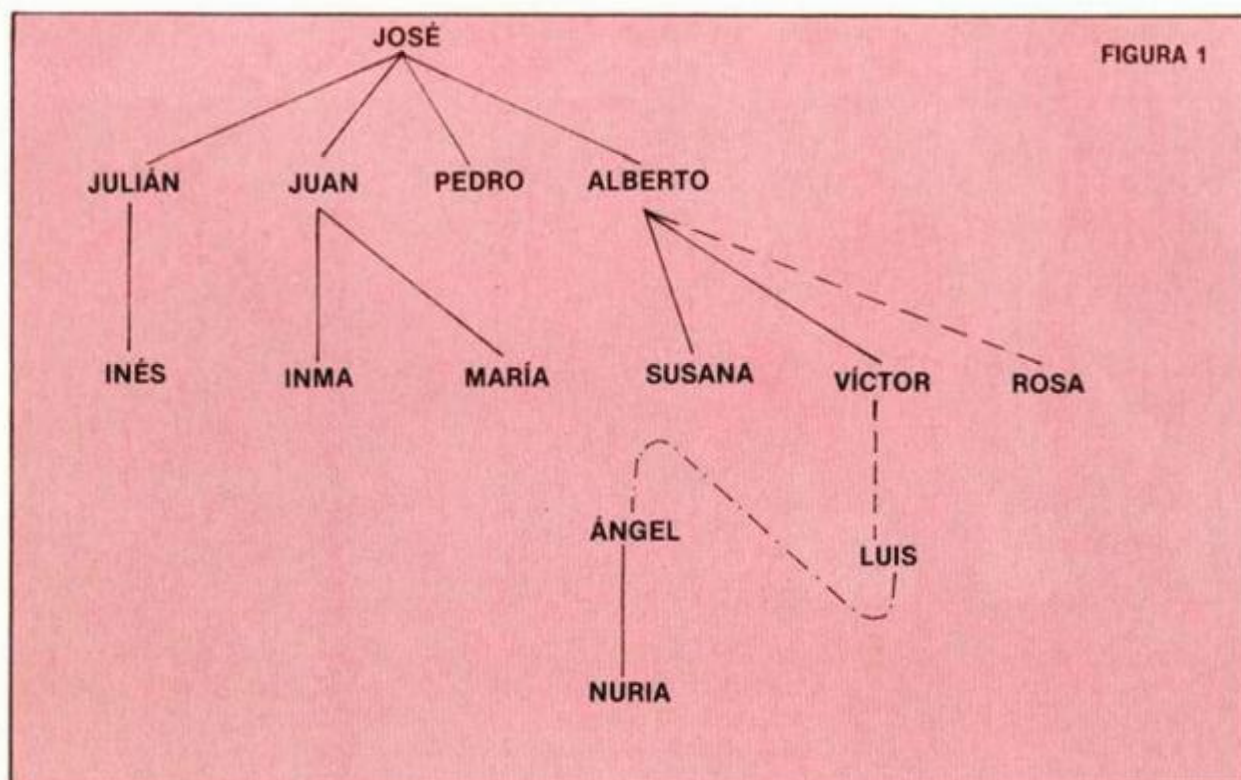 JOSÉ
FIGURA 1
JULIÁN JUAN PEDRO ALBERTO
INÉS INMA MARÍA SUSANA VÍCTOR ROSA
ÁNGEL LUIS
NURIA